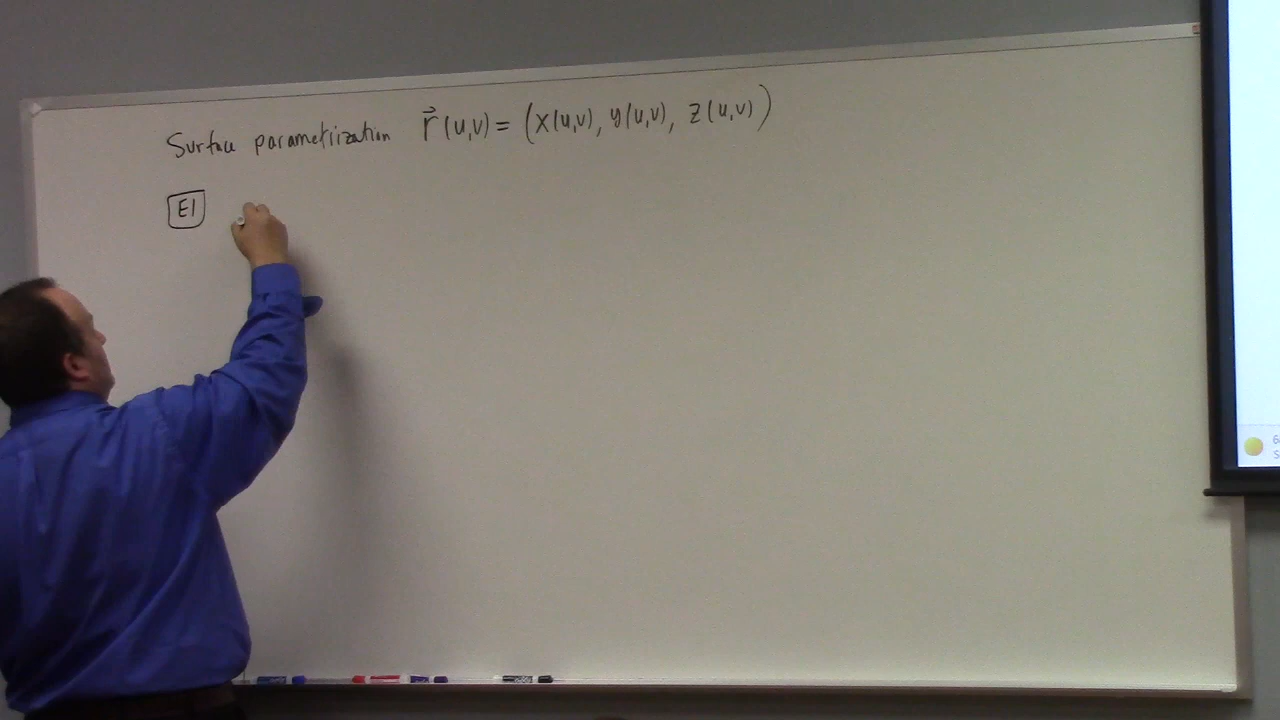 Surface parametrization r⃗(u,v) = (x(u,v), y(u,v), z(u,v))
E1